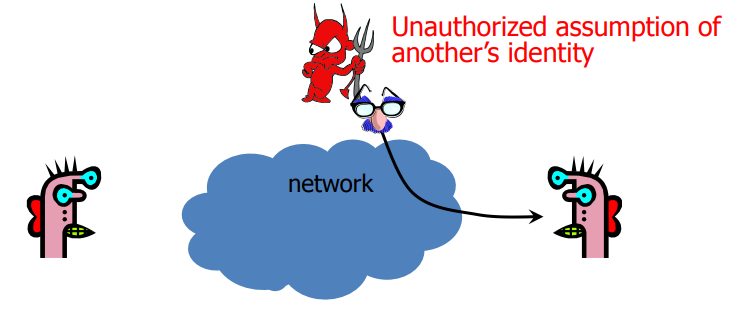 Unauthorized assumption of
another’s identity
network